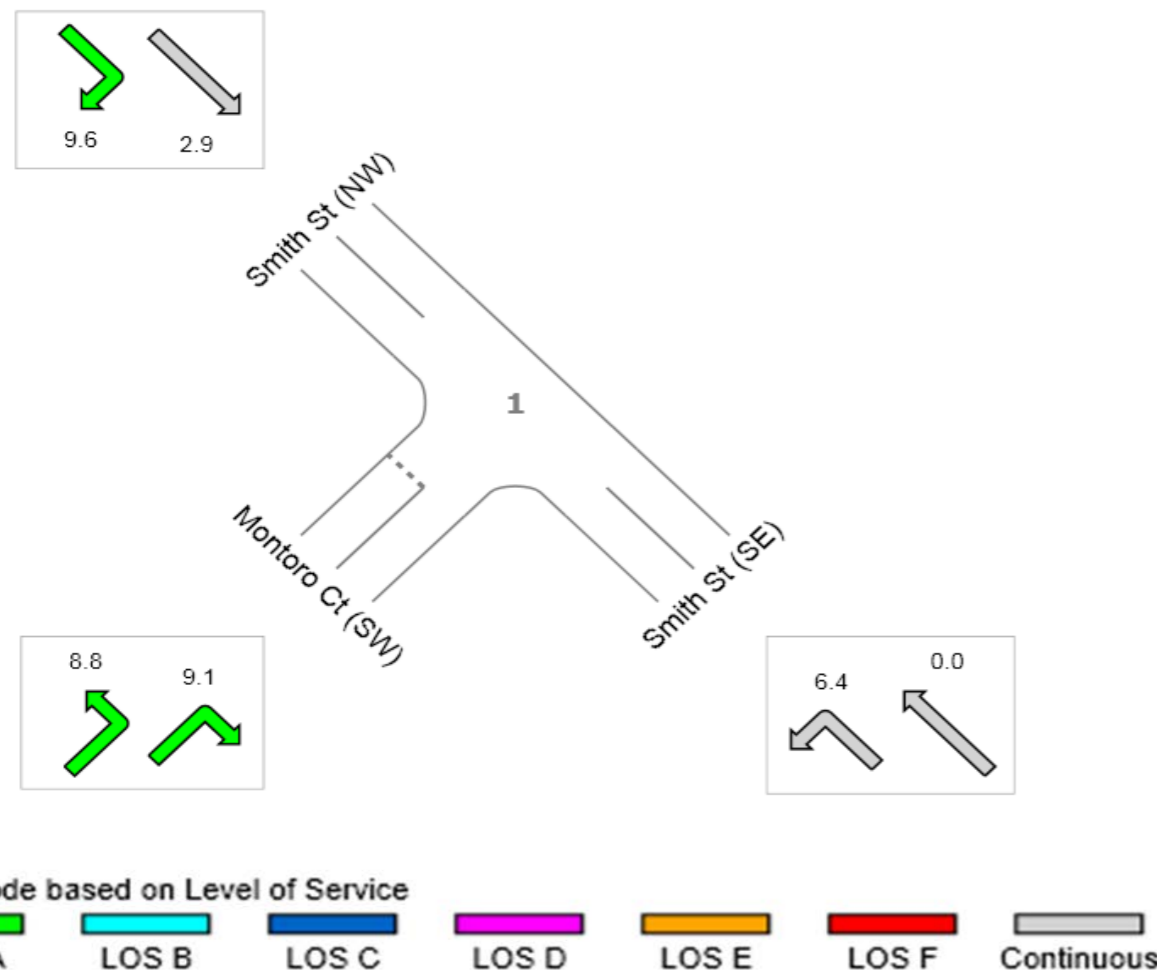 9.6
2.9
Smith St (NW)
1
Montoro Ct (SW)
Smith St (SE)
8.8
9.1
6.4
0.0
based on Level of Service
LOS B
LOS C
LOS D
LOS E
LOS F
Continuous